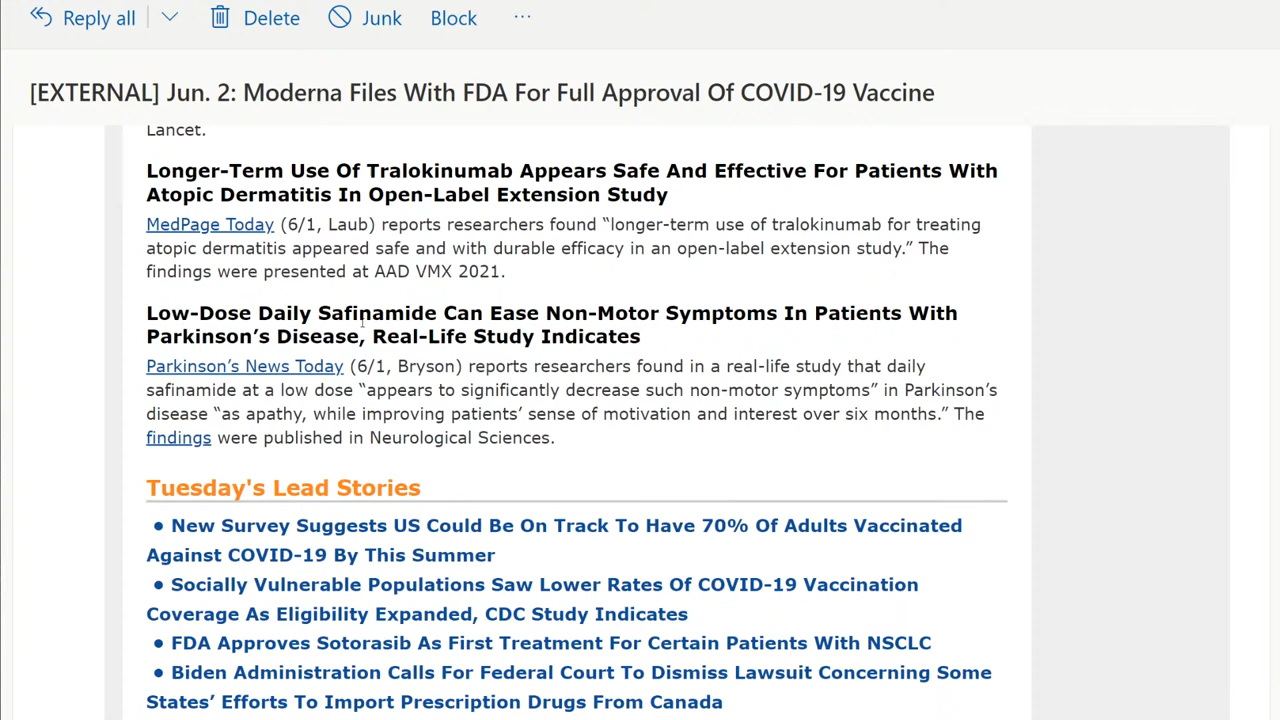 Reply all
Delete
Junk
Block
[EXTERNAL] Jun. 2: Moderna Files With FDA For Full Approval Of COVID-19 Vaccine
Lancet.
Longer-Term Use Of Tralokinumab Appears Safe And Effective For Patients With
Atopic Dermatitis In Open-Label Extension Study
MedPage Today (6/1, Laub) reports researchers found “longer-term use of tralokinumab for treating
atopic dermatitis appeared safe and with durable efficacy in an open-label extension study.” The
findings were presented at AAD VMX 2021.
Low-Dose Daily Safinamide Can Ease Non-Motor Symptoms In Patients With
Parkinson’s Disease, Real-Life Study Indicates
Parkinson’s News Today (6/1, Bryson) reports researchers found in a real-life study that daily
safinamide at a low dose “appears to significantly decrease such non-motor symptoms” in Parkinson’s
disease “as apathy, while improving patients’ sense of motivation and interest over six months.” The
findings were published in Neurological Sciences.
Tuesday's Lead Stories
• New Survey Suggests US Could Be On Track To Have 70% Of Adults Vaccinated
Against COVID-19 By This Summer
• Socially Vulnerable Populations Saw Lower Rates Of COVID-19 Vaccination
Coverage As Eligibility Expanded, CDC Study Indicates
• FDA Approves Sotorasib As First Treatment For Certain Patients With NSCLC
• Biden Administration Calls For Federal Court To Dismiss Lawsuit Concerning Some
States’ Efforts To Import Prescription Drugs From Canada